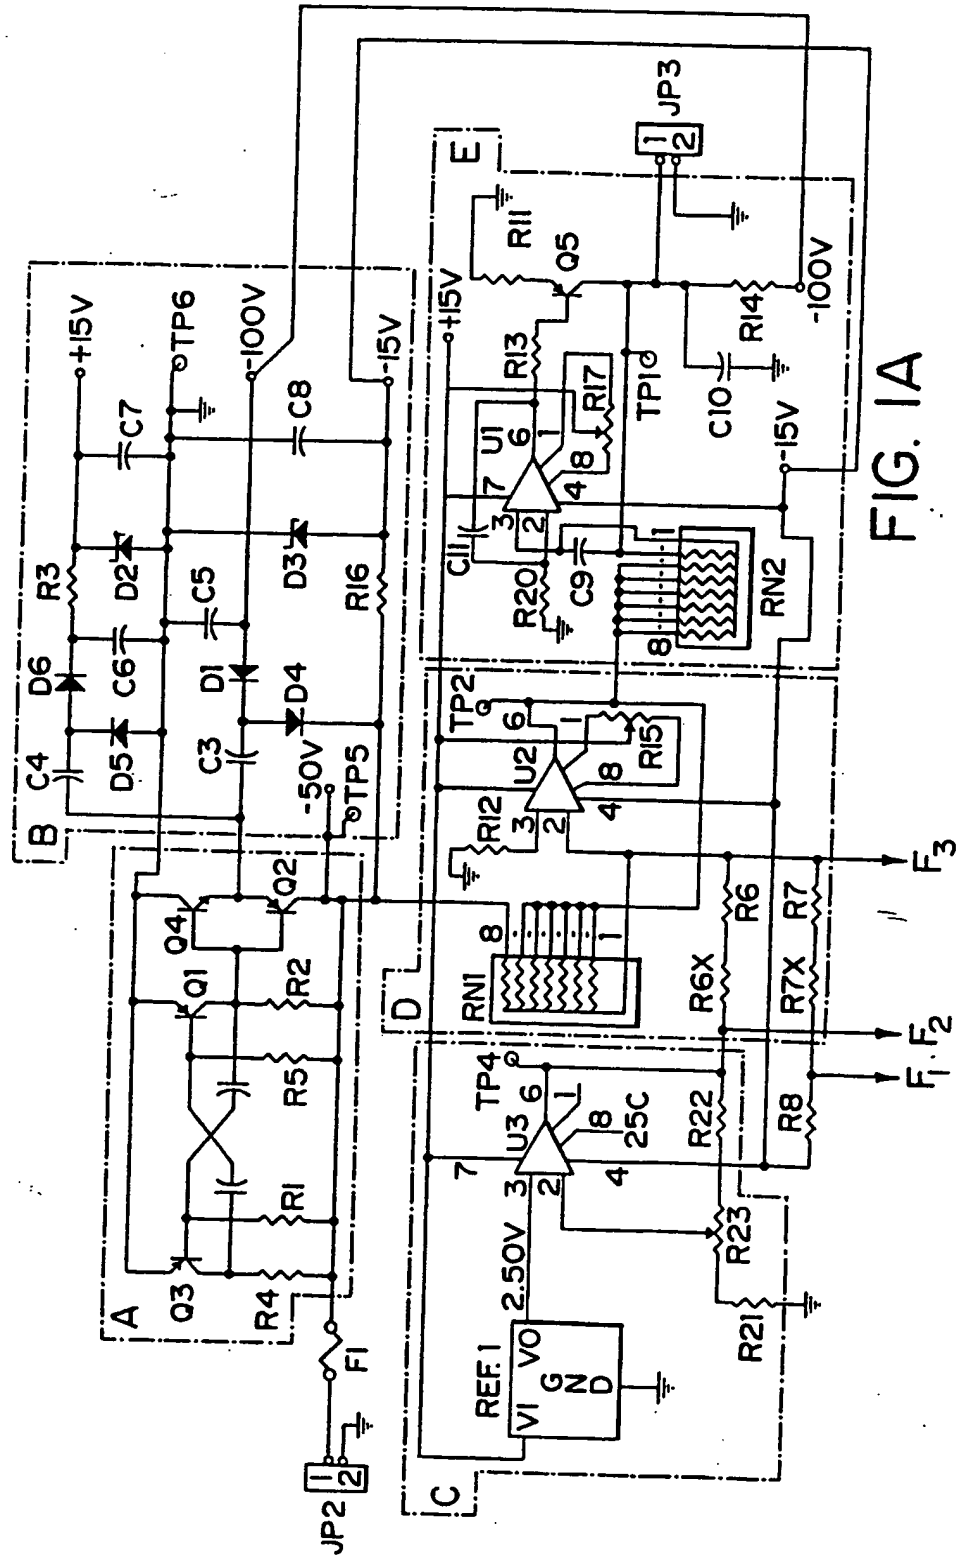 B
C4
D6
R3
+15V
D5
C6
D2
C7
TP6
C3
D1
C5
-100V
D4
D3
C8
R16
-15V
-50V
TP5
A
Q3
Q1
Q4
Q2
R4
R1
R5
R2
JP2
1
2
F1
C
REF.1
VI
VO
GND
2.50V
3
2
U3
7
6
1
8
4
25C
TP4
R22
R23
R21
R8
D
RN1
8
1
R12
3
2
U2
6
1
8
4
TP2
R15
R6X
R6
R7X
R7
F1
F2
F3
E
+15V
R11
Q5
R13
C11
U1
7
6
1
3
2
8
4
R17
R20
C9
TP1
8
1
RN2
C10
R14
-100V
-15V
JP3
1
2
FIG. 1A